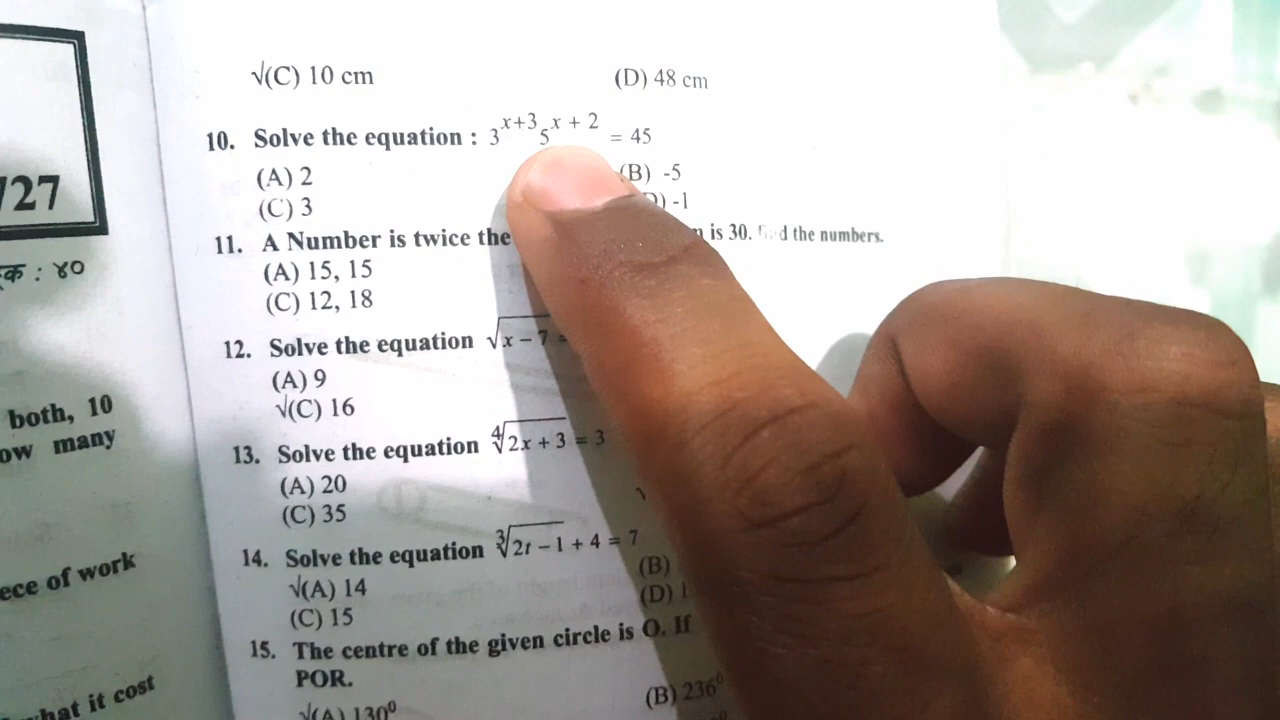 /27
क : ४०
both, 10
ow many
ece of work
hat it cost
√(C) 10 cm (D) 48 cm
10. Solve the equation : 3^{x+3} 5^{x + 2} = 45
(A) 2 (B) -5
(C) 3 D) -1
11. A Number is twice the is 30. the numbers.
(A) 15, 15
(C) 12, 18
12. Solve the equation √x – 7 =
(A) 9
√(C) 16
13. Solve the equation ∜2x + 3 = 3
(A) 20
(C) 35
14. Solve the equation ∛2t – 1 + 4 = 7
√(A) 14 (B)
(C) 15 (D) 1
15. The centre of the given circle is O. If
POR.
√(A) 130⁰ (B) 236⁰